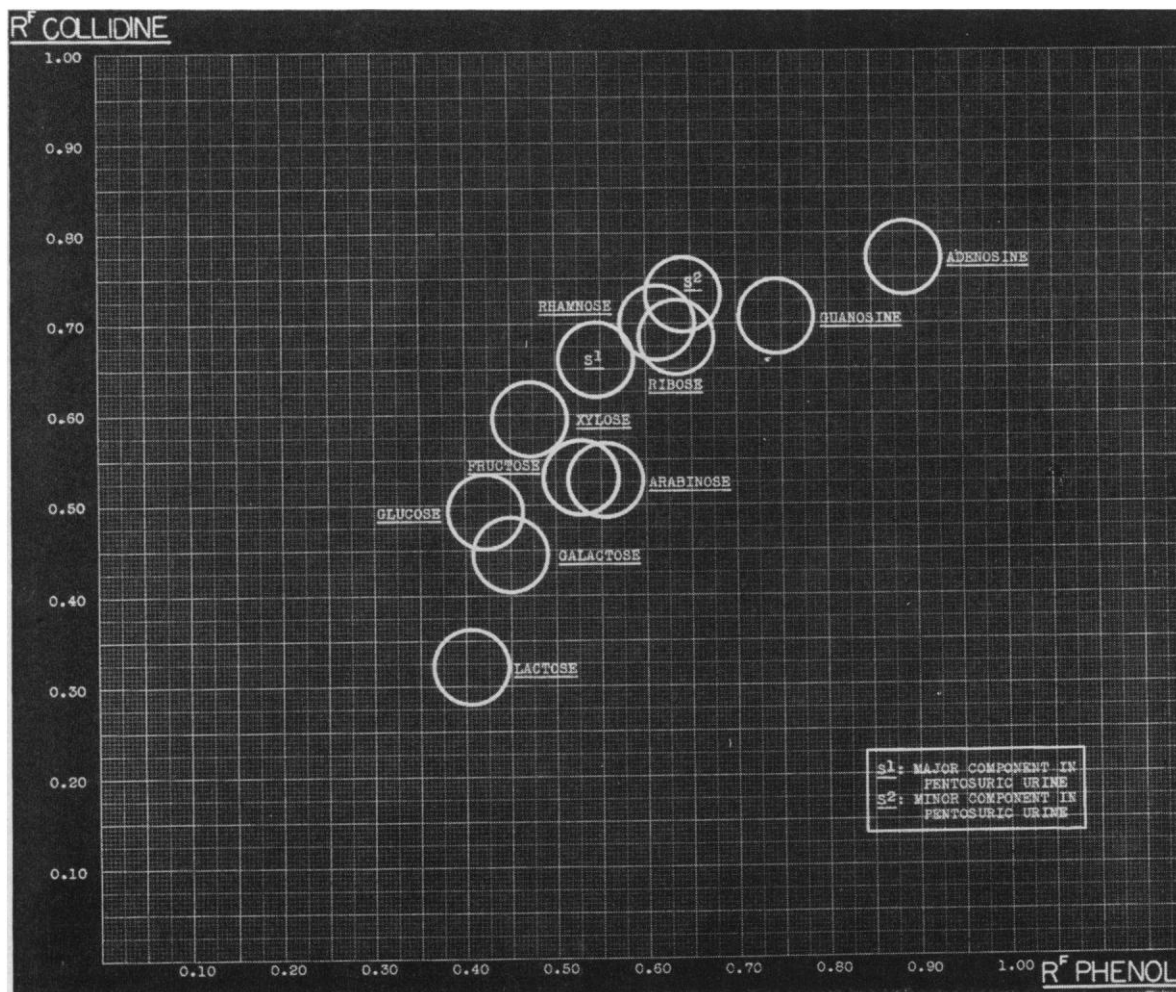 RF COLLIDINE
1.00
0.90
0.80
ADENOSINE
S2
RHAMNOSE
GUANOSINE
0.70
S1
RIBOSE
0.60
XYLOSE
FRUCTOSE
ARABINOSE
0.50
GLUCOSE
GALACTOSE
0.40
LACTOSE
0.30
0.20
S1: MAJOR COMPONENT IN
PENTOSURIC URINE
S2: MINOR COMPONENT IN
PENTOSURIC URINE
0.10
0.10 0.20 0.30 0.40 0.50 0.60 0.70 0.80 0.90 1.00 RF PHENOL